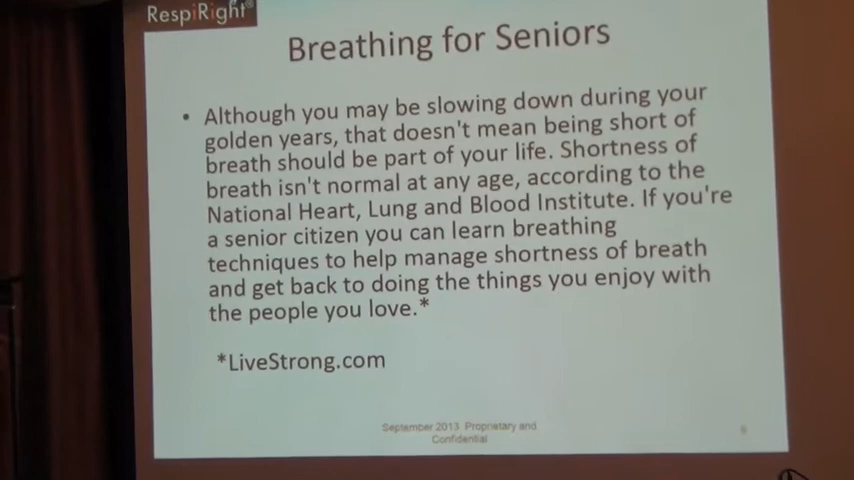 RespiRight®
Breathing for Seniors
• Although you may be slowing down during your
golden years, that doesn't mean being short of
breath should be part of your life. Shortness of
breath isn't normal at any age, according to the
National Heart, Lung and Blood Institute. If you're
a senior citizen you can learn breathing
techniques to help manage shortness of breath
and get back to doing the things you enjoy with
the people you love.*
*LiveStrong.com
September 2013 Proprietary and
Confidential